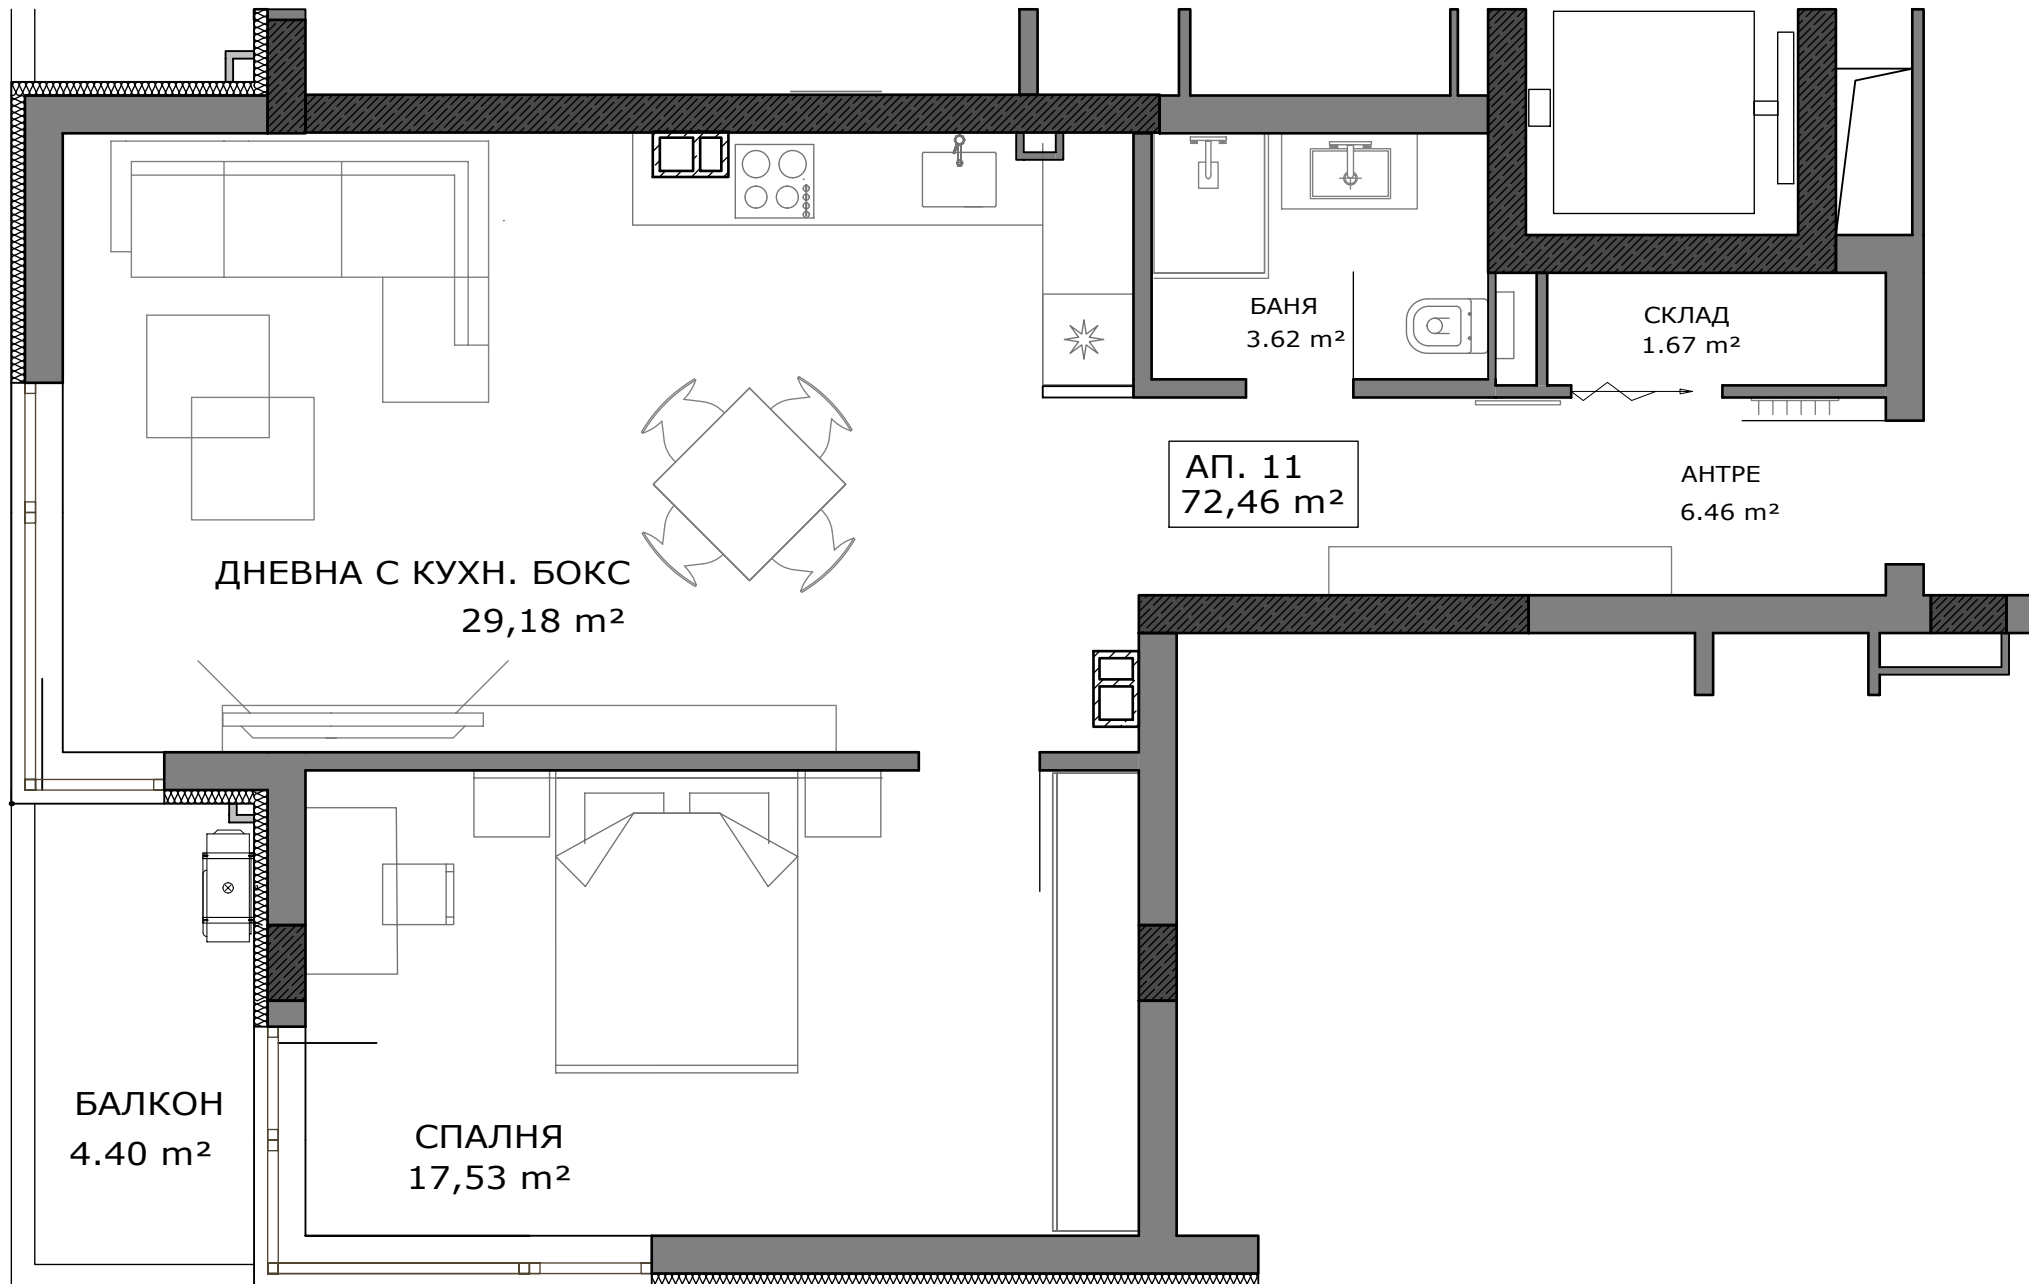 БАНЯ
3.62 m²
СКЛАД
1.67 m²
АП. 11
72,46 m²
АНТРЕ
6.46 m²
ДНЕВНА С КУХН. БОКС
29,18 m²
БАЛКОН
4.40 m²
СПАЛНЯ
17,53 m²